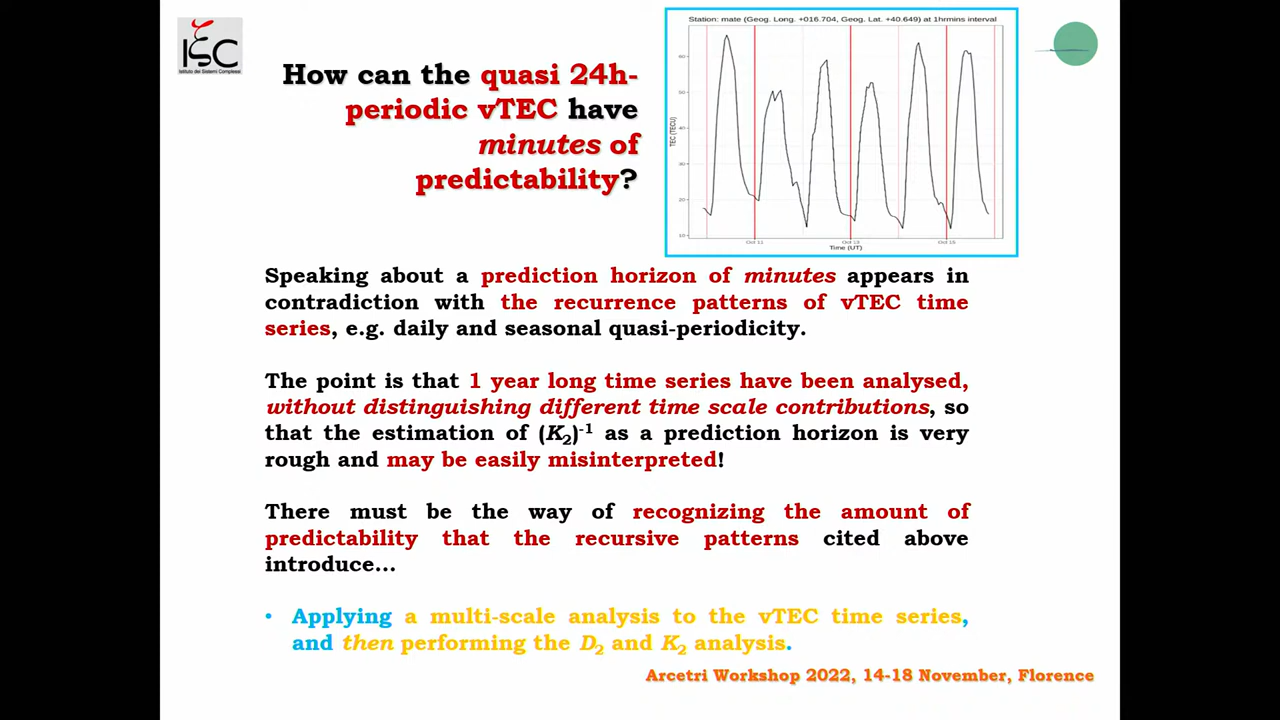 ISC
Istituto dei Sistemi Complessi
How can the quasi 24h-
periodic vTEC have
minutes of
predictability?
Station: mate (Geog. Long. +016.704, Geog. Lat. +40.649) at 1hrmins interval
TEC (TECU)
60
50
40
30
20
10
Oct 11
Oct 13
Oct 15
Time (UT)
Speaking about a prediction horizon of minutes appears in
contradiction with the recurrence patterns of vTEC time
series, e.g. daily and seasonal quasi-periodicity.
The point is that 1 year long time series have been analysed,
without distinguishing different time scale contributions, so
that the estimation of (K₂)⁻¹ as a prediction horizon is very
rough and may be easily misinterpreted!
There must be the way of recognizing the amount of
predictability that the recursive patterns cited above
introduce...
• Applying a multi-scale analysis to the vTEC time series,
and then performing the D₂ and K₂ analysis.
Arcetri Workshop 2022, 14-18 November, Florence